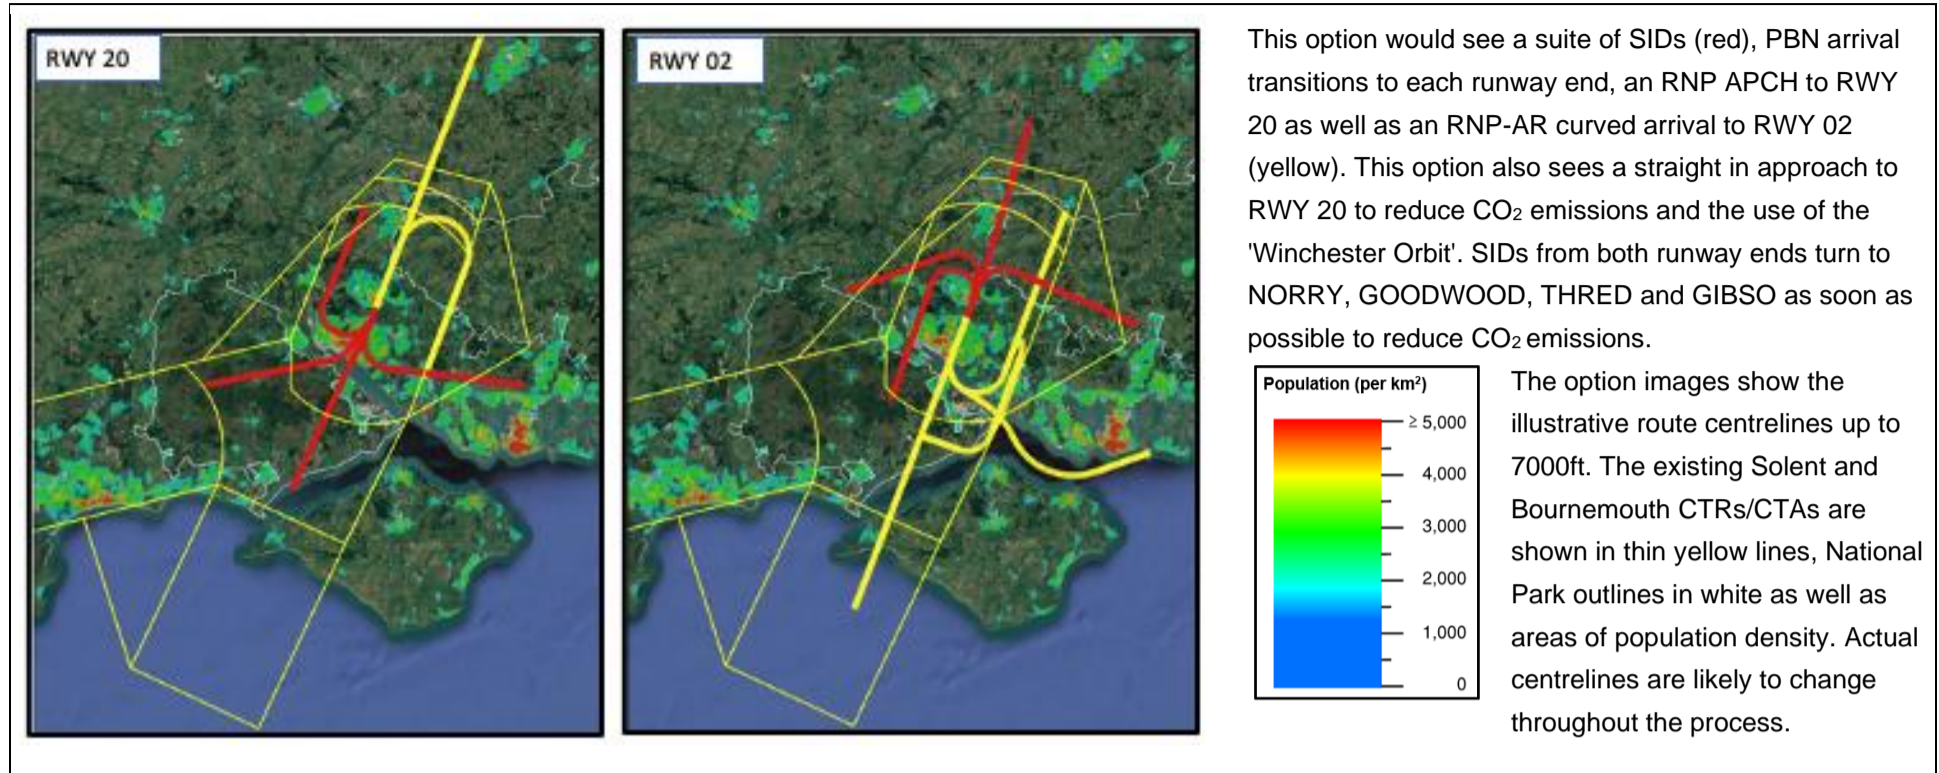 RWY 20
RWY 02
This option would see a suite of SIDs (red), PBN arrival
transitions to each runway end, an RNP APCH to RWY
20 as well as an RNP-AR curved arrival to RWY 02
(yellow). This option also sees a straight in approach to
RWY 20 to reduce CO₂ emissions and the use of the
'Winchester Orbit'. SIDs from both runway ends turn to
NORRY, GOODWOOD, THRED and GIBSO as soon as
possible to reduce CO₂ emissions.
Population (per km²)
≥ 5,000
4,000
3,000
2,000
1,000
0
The option images show the
illustrative route centrelines up to
7000ft. The existing Solent and
Bournemouth CTRs/CTAs are
shown in thin yellow lines, National
Park outlines in white as well as
areas of population density. Actual
centrelines are likely to change
throughout the process.